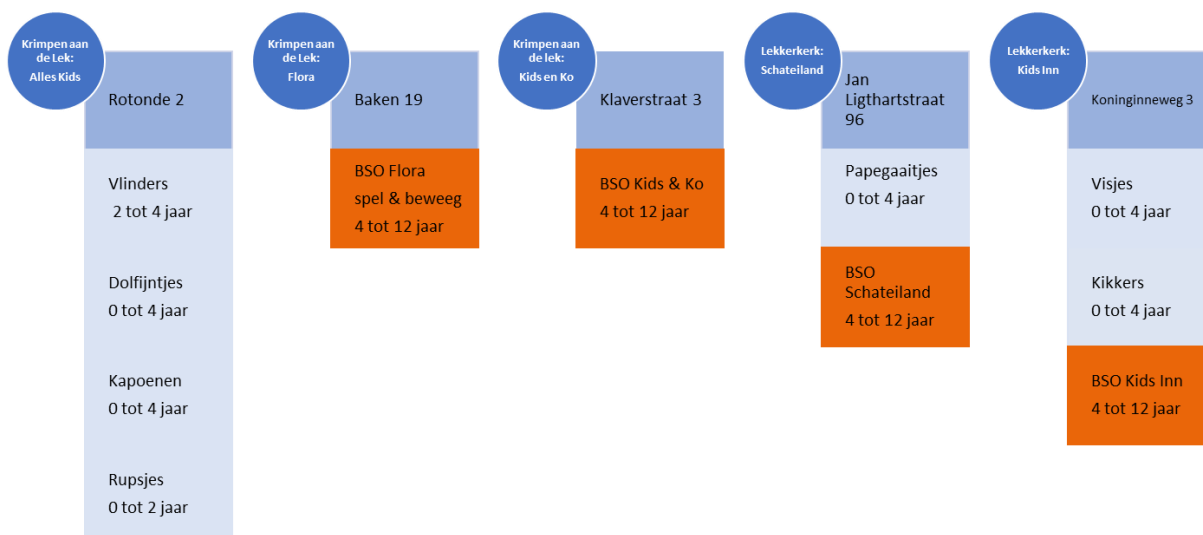 Krimpen aan
de Lek:
Alles Kids
Rotonde 2
Vlinders
2 tot 4 jaar
Dolfijntjes
0 tot 4 jaar
Kapoenen
0 tot 4 jaar
Rupsjes
0 tot 2 jaar
Krimpen aan
de Lek:
Flora
Baken 19
BSO Flora
spel & beweeg
4 tot 12 jaar
Krimpen aan
de lek:
Kids en Ko
Klaverstraat 3
BSO Kids & Ko
4 tot 12 jaar
Lekkerkerk:
Schateiland
Jan
Ligthartstraat
96
Papegaaitjes
0 tot 4 jaar
BSO
Schateiland
4 tot 12 jaar
Lekkerkerk:
Kids Inn
Koninginneweg 3
Visjes
0 tot 4 jaar
Kikkers
0 tot 4 jaar
BSO Kids Inn
4 tot 12 jaar